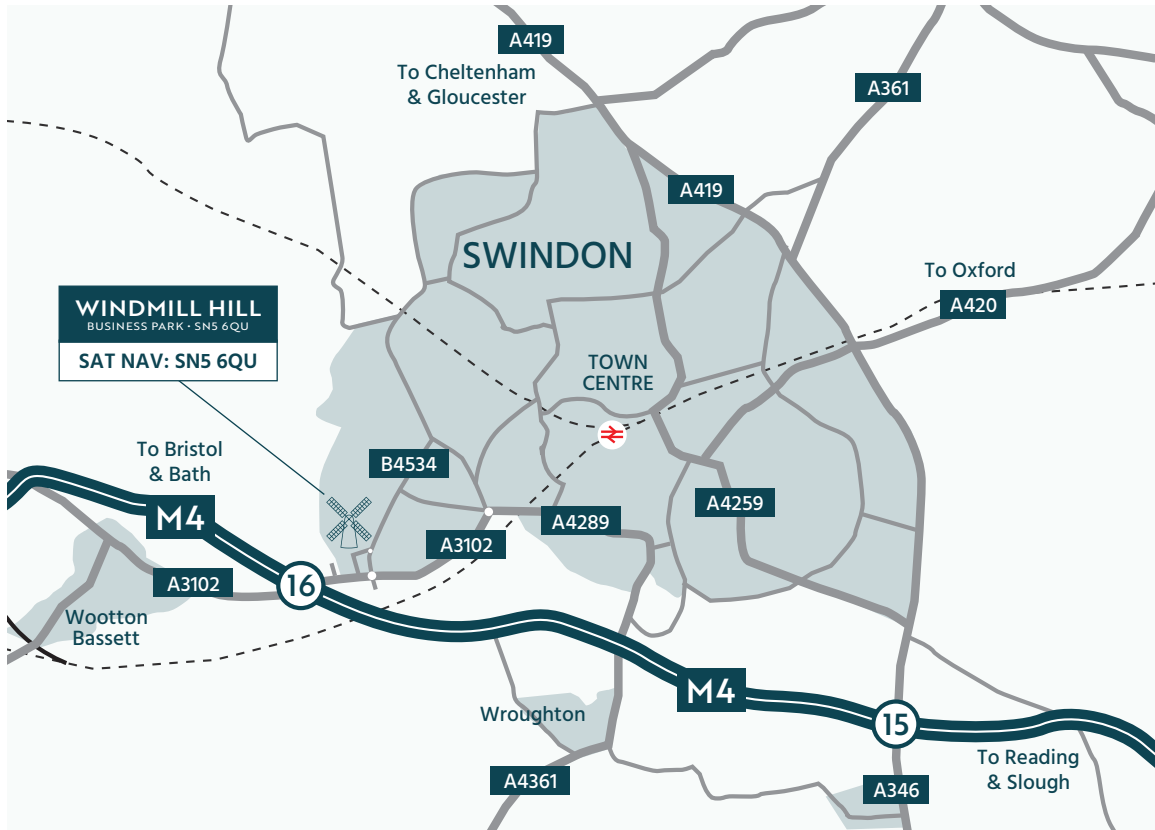 A419
To Cheltenham
& Gloucester
A361
A419
SWINDON
To Oxford
A420
WINDMILL HILL
BUSINESS PARK · SN5 6QU
SAT NAV: SN5 6QU
TOWN
CENTRE
To Bristol
& Bath
B4534
M4
A4259
A4289
A3102
A3102
16
Wootton
Bassett
M4
Wroughton
15
To Reading
& Slough
A4361
A346